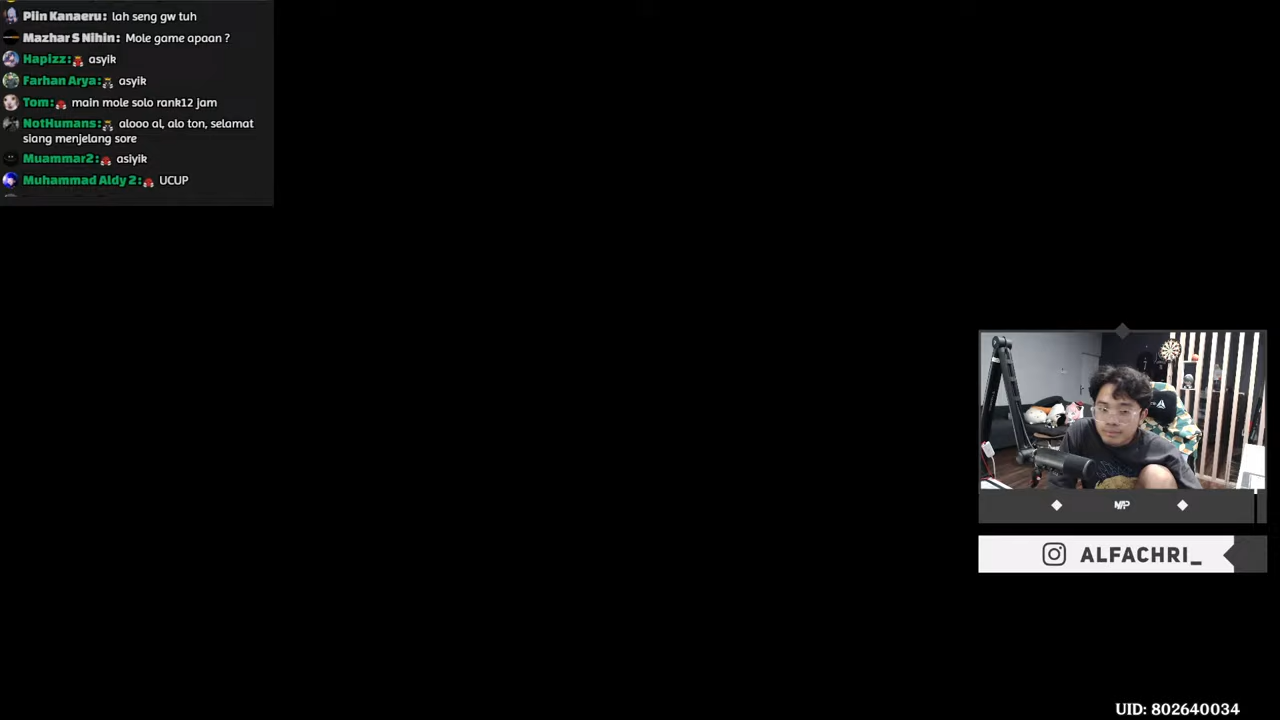 Piin Kanaeru: lah seng gw tuh
Mazhar S Nihin: Mole game apaan ?
Hapizz: asyik
Farhan Arya: asyik
Tom: main mole solo rank12 jam
NotHumans: alooo al, alo ton, selamat
siang menjelang sore
Muammar2: asiyik
Muhammad Aldy 2: UCUP
ALFACHRI_
UID: 802640034